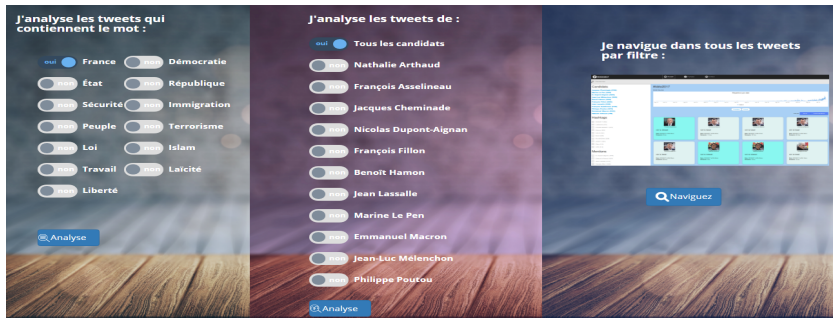 J'analyse les tweets qui
contiennent le mot :
oui France non Démocratie
non État non République
non Sécurité non Immigration
non Peuple non Terrorisme
non Loi non Islam
non Travail non Laïcité
non Liberté
Analyse
J'analyse les tweets de :
oui Tous les candidats
non Nathalie Arthaud
non François Asselineau
non Jacques Cheminade
non Nicolas Dupont-Aignan
non François Fillon
non Benoît Hamon
non Jean Lassalle
non Marine Le Pen
non Emmanuel Macron
non Jean-Luc Mélenchon
non Philippe Poutou
Analyse
Je navigue dans tous les tweets
par filtre :
Naviguez